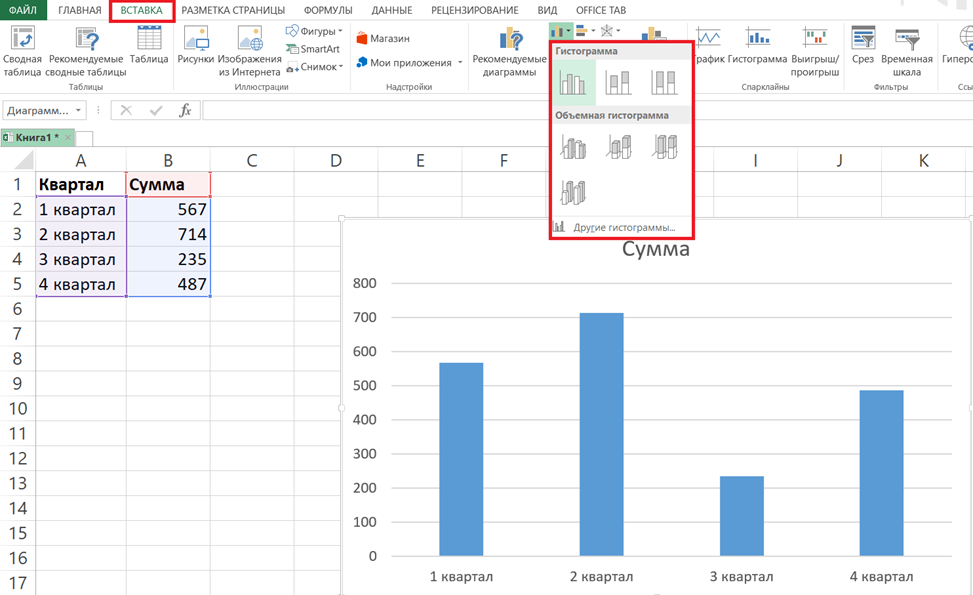 ФАЙЛ ГЛАВНАЯ ВСТАВКА РАЗМЕТКА СТРАНИЦЫ ФОРМУЛЫ ДАННЫЕ РЕЦЕНЗИРОВАНИЕ ВИД OFFICE TAB
Сводная таблица
Рекомендуемые сводные таблицы
Таблица
Таблицы
Рисунки
Изображения из Интернета
Фигуры
SmartArt
Снимок
Иллюстрации
Магазин
Мои приложения
Надстройки
Рекомендуемые диаграммы
Гистограмма
Объемная гистограмма
Другие гистограммы...
рафик
Гистограмма
Выигрыш/
проигрыш
Спарклайны
Срез
Временная шкала
Фильтры
Гиперс
Ссы
Диаграмм...
fx
Книга1 *
A B C D E F I J K
1 Квартал Сумма
2 1 квартал 567
3 2 квартал 714
4 3 квартал 235
5 4 квартал 487
6
7
8
9
10
11
12
13
14
15
16
17
Сумма
800
700
600
500
400
300
200
100
0
1 квартал 2 квартал 3 квартал 4 квартал